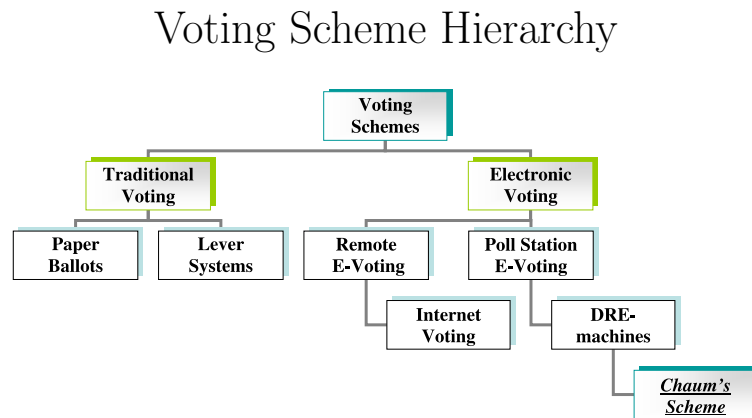 Voting Scheme Hierarchy
Voting
Schemes
Traditional
Voting
Electronic
Voting
Paper
Ballots
Lever
Systems
Remote
E-Voting
Poll Station
E-Voting
Internet
Voting
DRE-
machines
Chaum's
Scheme